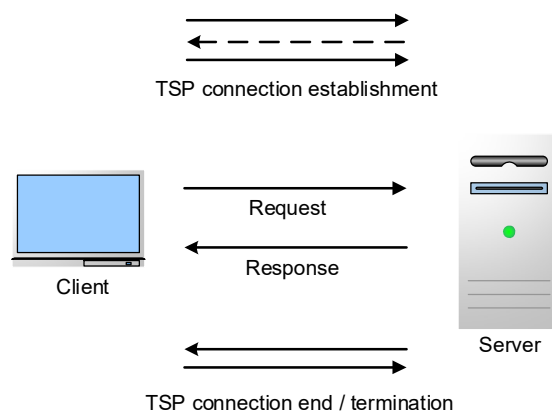 TSP connection establishment
Request
Response
Client
Server
TSP connection end / termination